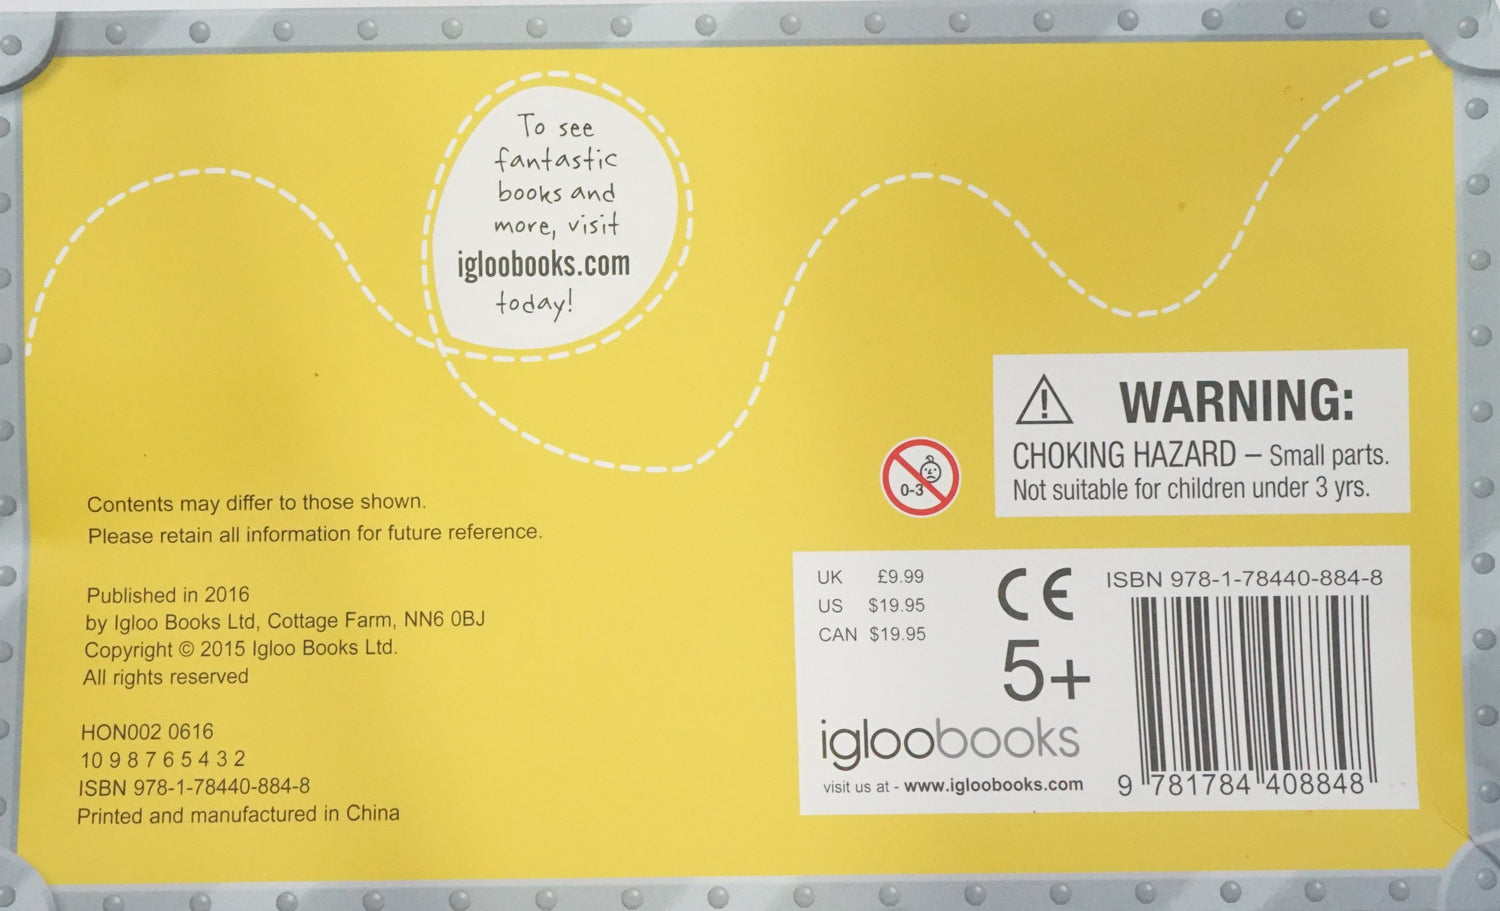 To see
fantastic
books and
more, visit
igloobooks.com
today!
WARNING:
CHOKING HAZARD – Small parts.
Not suitable for children under 3 yrs.
0-3
Contents may differ to those shown.
Please retain all information for future reference.
Published in 2016
by Igloo Books Ltd, Cottage Farm, NN6 0BJ
Copyright © 2015 Igloo Books Ltd.
All rights reserved
HON002 0616
10 9 8 7 6 5 4 3 2
ISBN 978-1-78440-884-8
Printed and manufactured in China
UK £9.99
US $19.95
CAN $19.95
CE
5+
igloobooks
visit us at - www.igloobooks.com
ISBN 978-1-78440-884-8
9 781784 408848